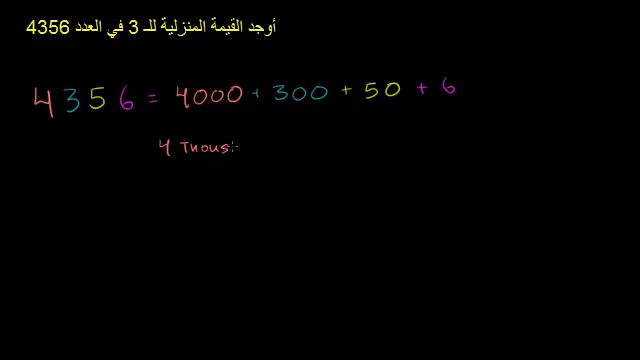 أوجد القيمة المنزلية للـ 3 في العدد 4356
4356 = 4000 + 300 + 50 + 6
4 Thous